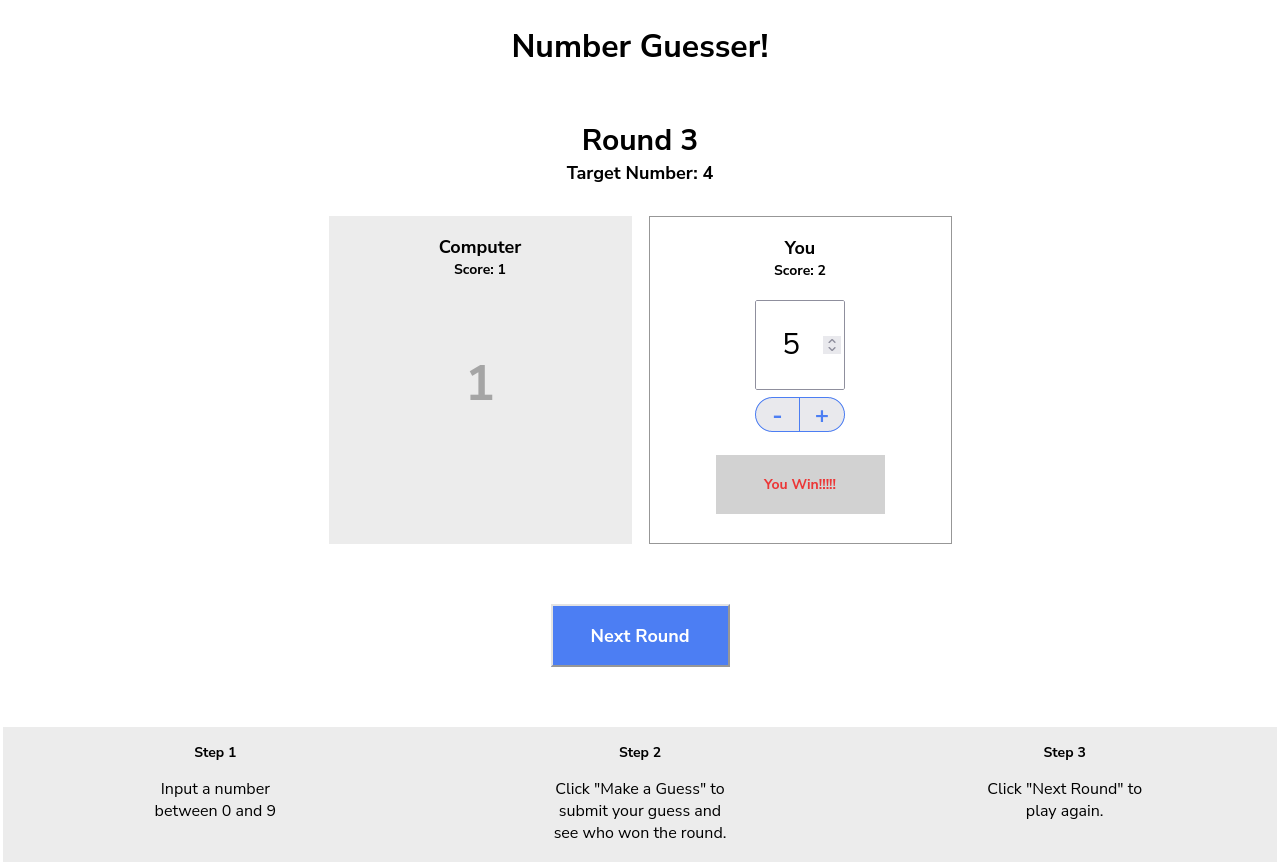 Number Guesser!
Round 3
Target Number: 4
Computer
Score: 1
1
You
Score: 2
5
- +
You Win!!!!!
Next Round
Step 1
Input a number
between 0 and 9
Step 2
Click "Make a Guess" to
submit your guess and
see who won the round.
Step 3
Click "Next Round" to
play again.